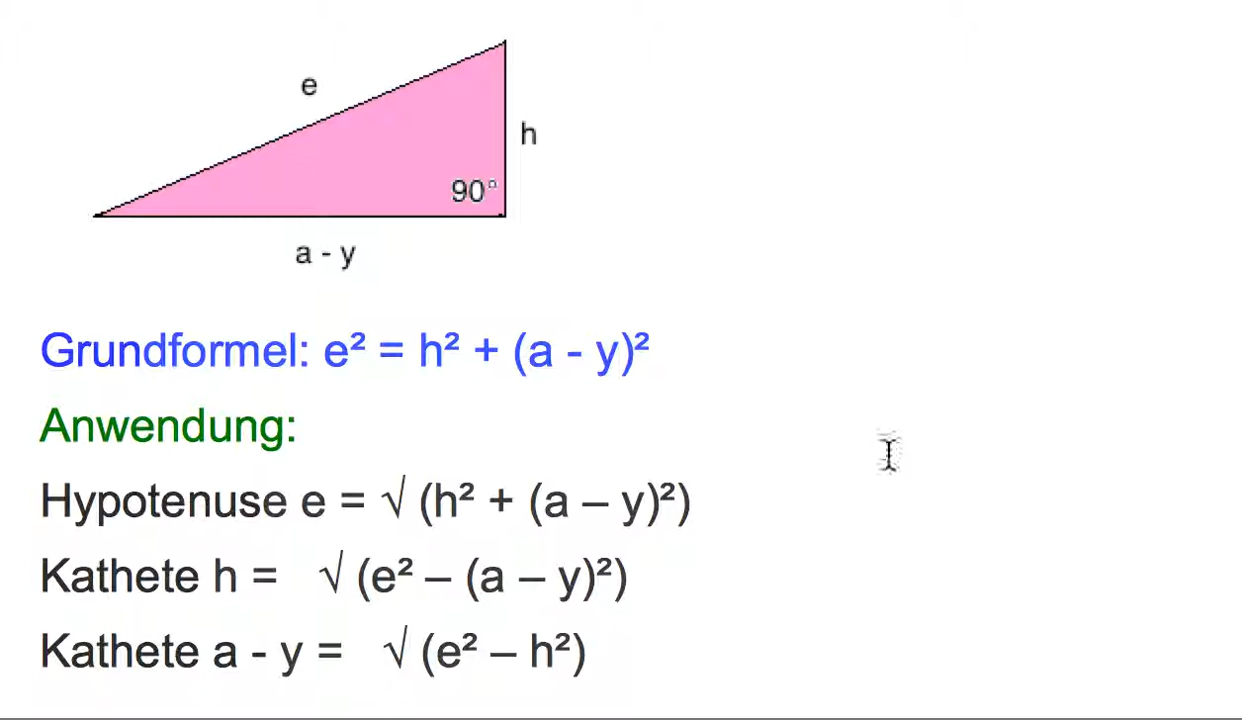 e
h
90°
a - y
Grundformel: e² = h² + (a - y)²
Anwendung:
Hypotenuse e = √ (h² + (a – y)²)
Kathete h = √ (e² – (a – y)²)
Kathete a - y = √ (e² – h²)